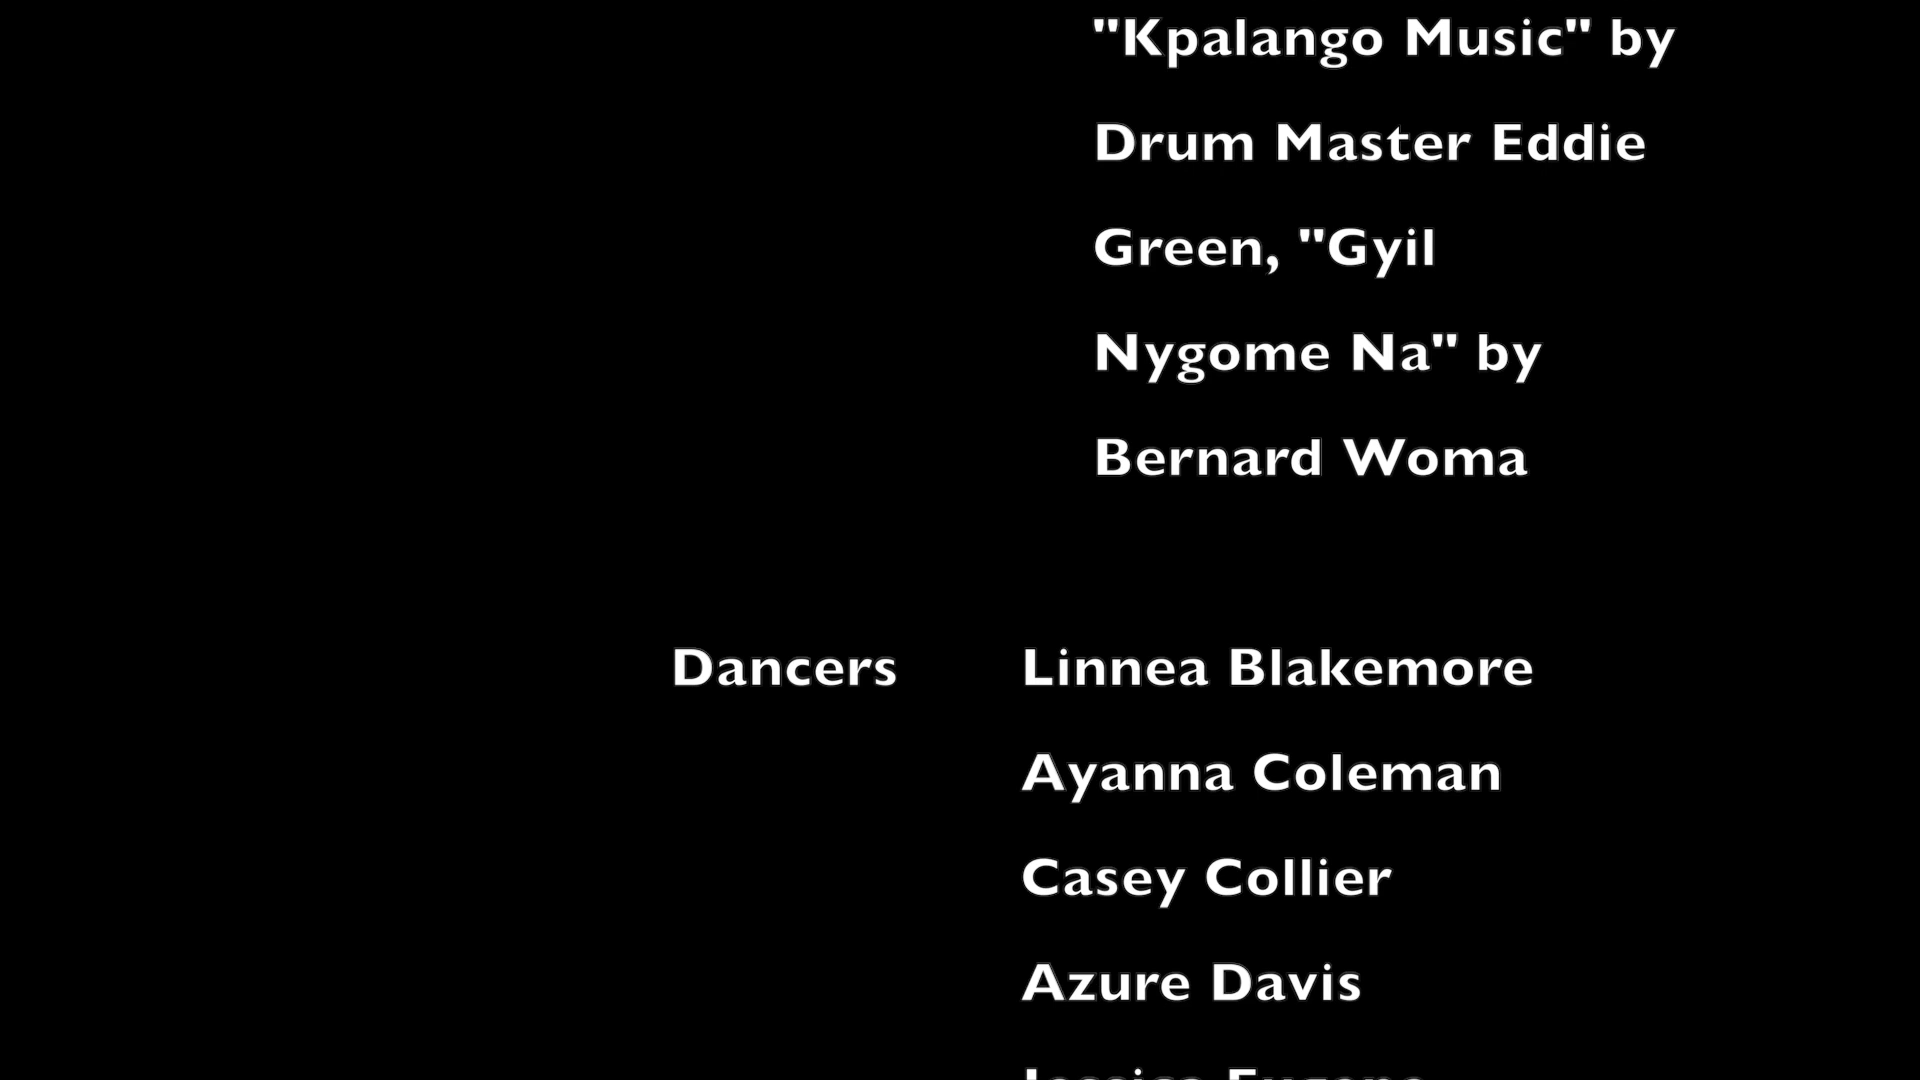 "Kpalango Music" by
Drum Master Eddie
Green, "Gyil
Nygome Na" by
Bernard Woma
Dancers Linnea Blakemore
Ayanna Coleman
Casey Collier
Azure Davis